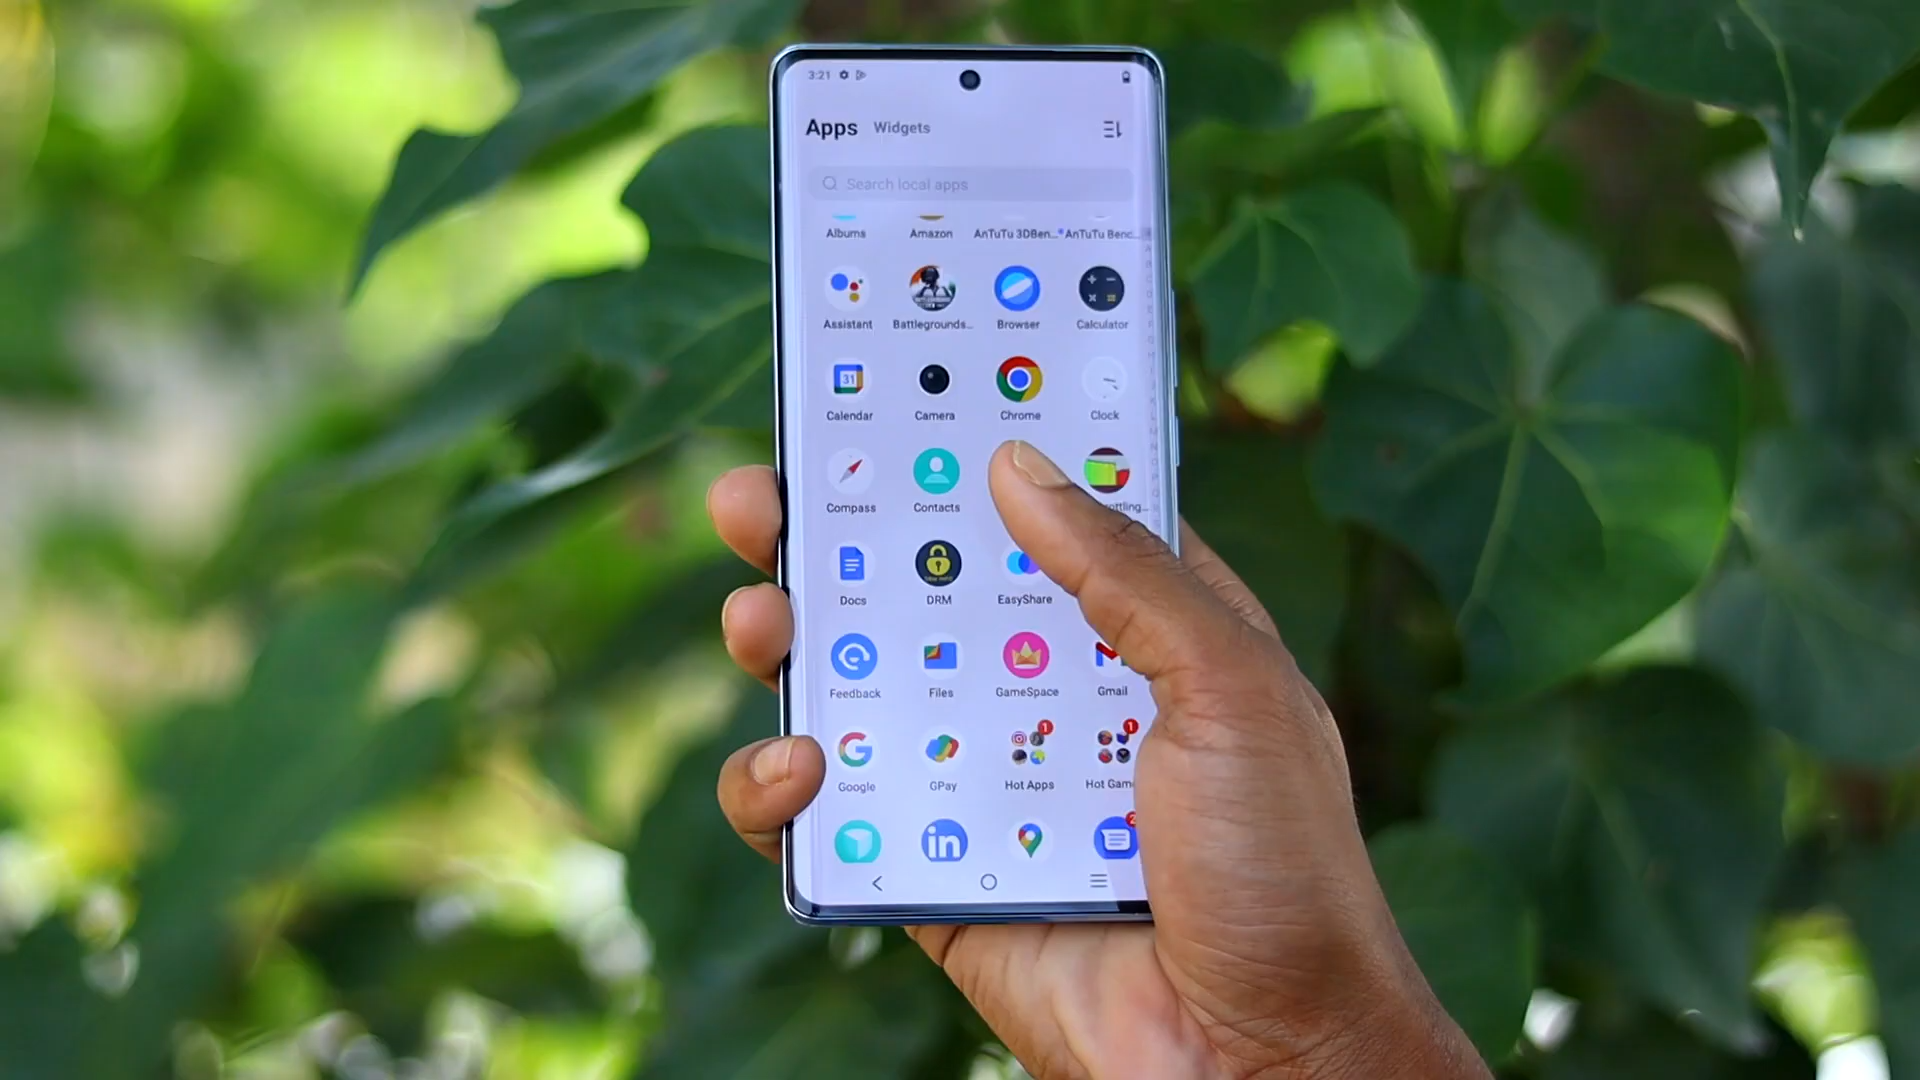 3:21
Apps Widgets
Search local apps
Albums Amazon AnTuTu 3DBen... AnTuTu Benc...
Assistant Battlegrounds... Browser Calculator
31
Calendar Camera Chrome Clock
Compass Contacts ottling...
Docs DRM EasyShare
Feedback Files GameSpace Gmail
1 1
Google GPay Hot Apps Hot Gam
in 2